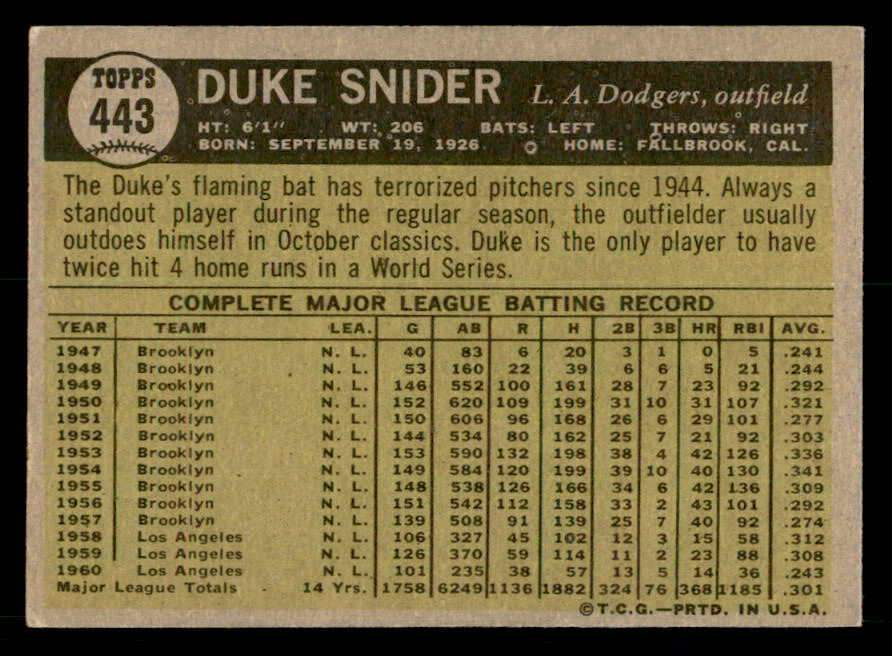 TOPPS
443
DUKE SNIDER L. A. Dodgers, outfield
HT: 6'1" WT: 206 BATS: LEFT THROWS: RIGHT
BORN: SEPTEMBER 19, 1926 HOME: FALLBROOK, CAL.
The Duke's flaming bat has terrorized pitchers since 1944. Always a
standout player during the regular season, the outfielder usually
outdoes himself in October classics. Duke is the only player to have
twice hit 4 home runs in a World Series.
COMPLETE MAJOR LEAGUE BATTING RECORD
YEAR TEAM LEA. G AB R H 2B 3B HR RBI AVG.
1947 Brooklyn N. L. 40 83 6 20 3 1 0 5 .241
1948 Brooklyn N. L. 53 160 22 39 6 6 5 21 .244
1949 Brooklyn N. L. 146 552 100 161 28 7 23 92 .292
1950 Brooklyn N. L. 152 620 109 199 31 10 31 107 .321
1951 Brooklyn N. L. 150 606 96 168 26 6 29 101 .277
1952 Brooklyn N. L. 144 534 80 162 25 7 21 92 .303
1953 Brooklyn N. L. 153 590 132 198 38 4 42 126 .336
1954 Brooklyn N. L. 149 584 120 199 39 10 40 130 .341
1955 Brooklyn N. L. 148 538 126 166 34 6 42 136 .309
1956 Brooklyn N. L. 151 542 112 158 33 2 43 101 .292
1957 Brooklyn N. L. 139 508 91 139 25 7 40 92 .274
1958 Los Angeles N. L. 106 327 45 102 12 3 15 58 .312
1959 Los Angeles N. L. 126 370 59 114 11 2 23 88 .308
1960 Los Angeles N. L. 101 235 38 57 13 5 14 36 .243
Major League Totals 14 Yrs. 1758 6249 1136 1882 324 76 368 1185 .301
©T.C.G.—PRTD. IN U.S.A.